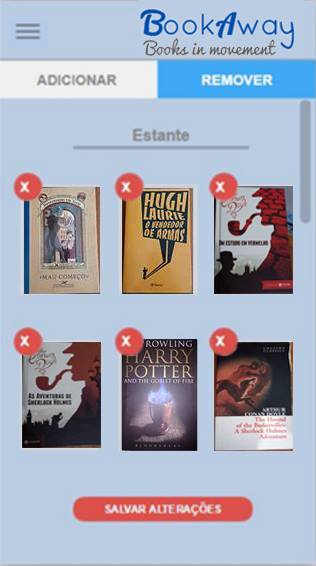 BookAway
Books in movement
ADICIONAR
REMOVER
Estante
X
X
X
MAU COMEÇO
HUGH
LAURIE
O VENDEDOR
DE ARMAS
UM ESTUDO EM VERMELHO
X
X
X
AS AVENTURAS DE
SHERLOCK HOLMES
ROWLING
HARRY
POTTER
AND THE GOBLET OF FIRE
BLOOMSBURY
ARTHUR
CONAN DOYLE
The Hound
of the Baskervilles:
A Sherlock Holmes
Adventure
SALVAR ALTERAÇÕES